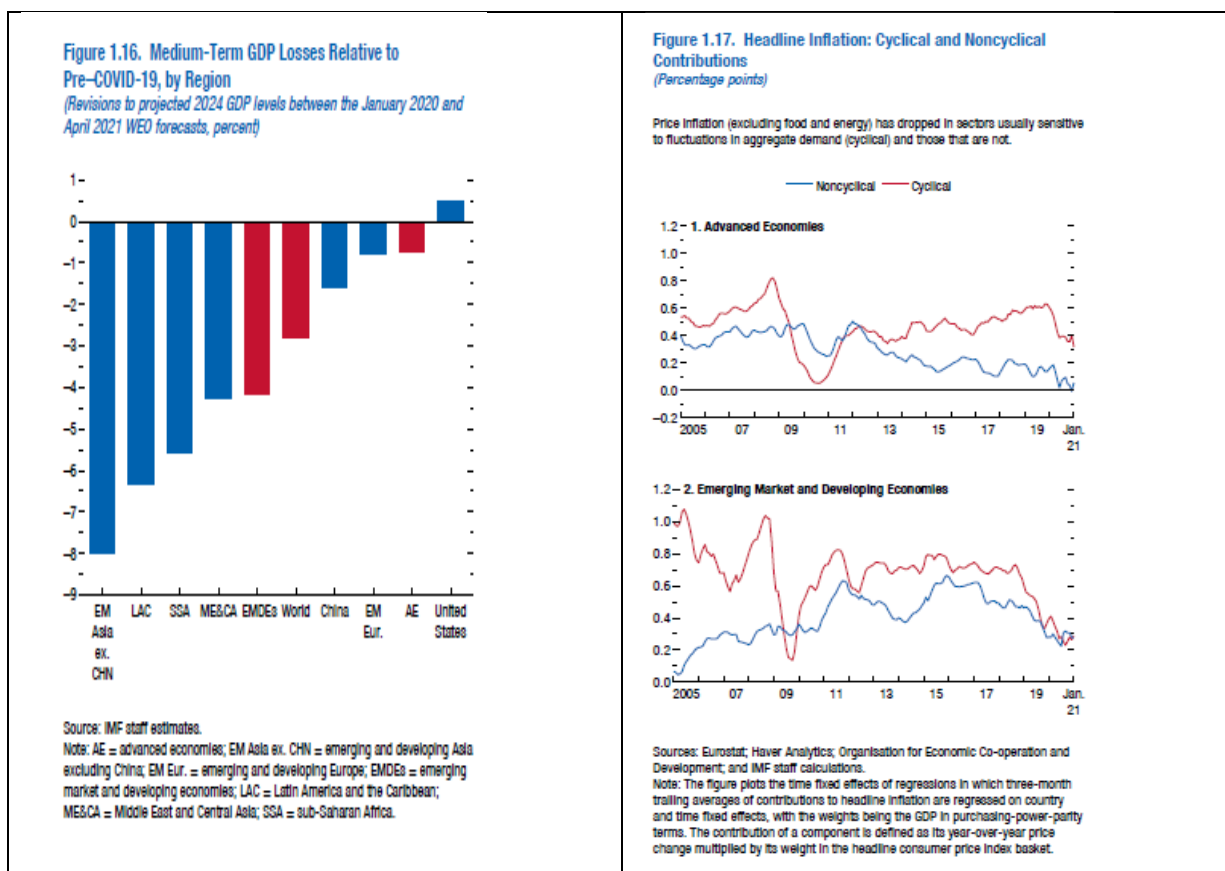 Figure 1.16. Medium-Term GDP Losses Relative to
Pre–COVID-19, by Region
(Revisions to projected 2024 GDP levels between the January 2020 and
April 2021 WEO forecasts, percent)
1
0
–1
–2
–3
–4
–5
–6
–7
–8
–9
EM
Asia
ex.
CHN
LAC
SSA
ME&CA
EMDEs
World
China
EM
Eur.
AE
United
States
Source: IMF staff estimates.
Note: AE = advanced economies; EM Asia ex. CHN = emerging and developing Asia
excluding China; EM Eur. = emerging and developing Europe; EMDEs = emerging
market and developing economies; LAC = Latin America and the Caribbean;
ME&CA = Middle East and Central Asia; SSA = sub-Saharan Africa.
Figure 1.17. Headline Inflation: Cyclical and Noncyclical
Contributions
(Percentage points)
Price inflation (excluding food and energy) has dropped in sectors usually sensitive
to fluctuations in aggregate demand (cyclical) and those that are not.
Noncyclical Cyclical
1. Advanced Economies
1.2
1.0
0.8
0.6
0.4
0.2
0.0
–0.2
2005 07 09 11 13 15 17 19 Jan.
21
2. Emerging Market and Developing Economies
1.2
1.0
0.8
0.6
0.4
0.2
0.0
2005 07 09 11 13 15 17 19 Jan.
21
Sources: Eurostat; Haver Analytics; Organisation for Economic Co-operation and
Development; and IMF staff calculations.
Note: The figure plots the time fixed effects of regressions in which three-month
trailing averages of contributions to headline inflation are regressed on country
and time fixed effects, with the weights being the GDP in purchasing-power-parity
terms. The contribution of a component is defined as its year-over-year price
change multiplied by its weight in the headline consumer price index basket.